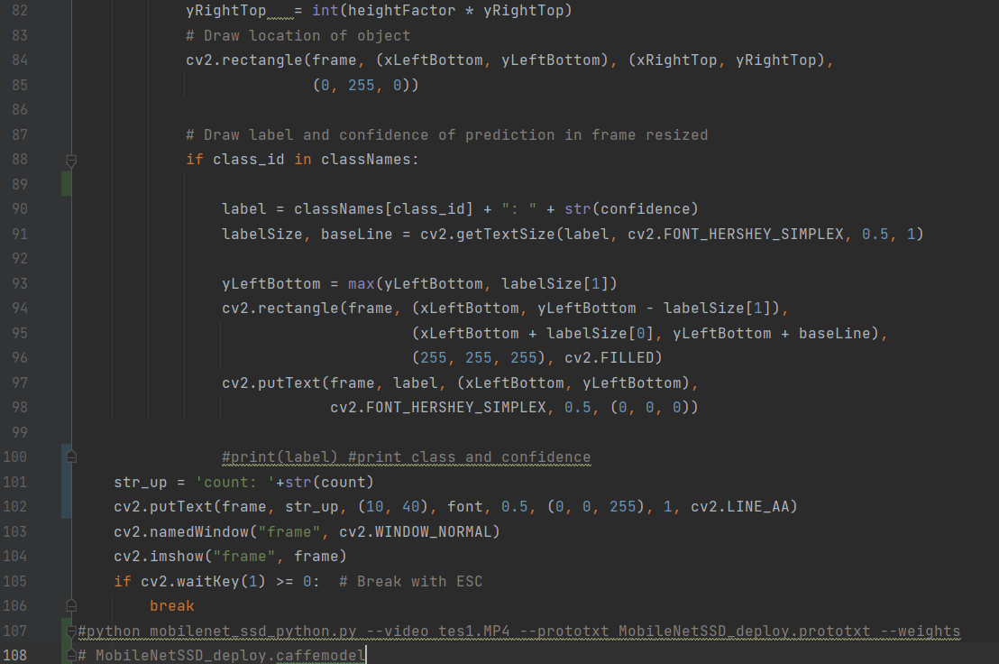 82 yRightTop   = int(heightFactor * yRightTop)
83 # Draw location of object
84 cv2.rectangle(frame, (xLeftBottom, yLeftBottom), (xRightTop, yRightTop),
85 (0, 255, 0))
86
87 # Draw label and confidence of prediction in frame resized
88 if class_id in classNames:
89
90 label = classNames[class_id] + ": " + str(confidence)
91 labelSize, baseLine = cv2.getTextSize(label, cv2.FONT_HERSHEY_SIMPLEX, 0.5, 1)
92
93 yLeftBottom = max(yLeftBottom, labelSize[1])
94 cv2.rectangle(frame, (xLeftBottom, yLeftBottom - labelSize[1]),
95 (xLeftBottom + labelSize[0], yLeftBottom + baseLine),
96 (255, 255, 255), cv2.FILLED)
97 cv2.putText(frame, label, (xLeftBottom, yLeftBottom),
98 cv2.FONT_HERSHEY_SIMPLEX, 0.5, (0, 0, 0))
99
100 #print(label) #print class and confidence
101 str_up = 'count: '+str(count)
102 cv2.putText(frame, str_up, (10, 40), font, 0.5, (0, 0, 255), 1, cv2.LINE_AA)
103 cv2.namedWindow("frame", cv2.WINDOW_NORMAL)
104 cv2.imshow("frame", frame)
105 if cv2.waitKey(1) >= 0:  # Break with ESC
106 break
107 #python mobilenet_ssd_python.py --video tes1.MP4 --prototxt MobileNetSSD_deploy.prototxt --weights
108 # MobileNetSSD_deploy.caffemodel